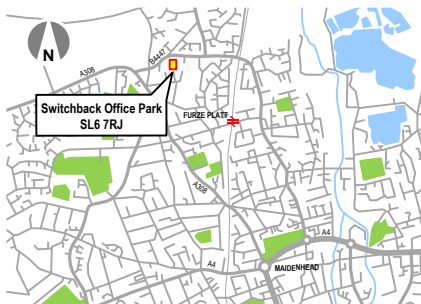 N
B4447
A308
Switchback Office Park
SL6 7RJ
FURZE PLATT
A308
A4
A4
MAIDENHEAD